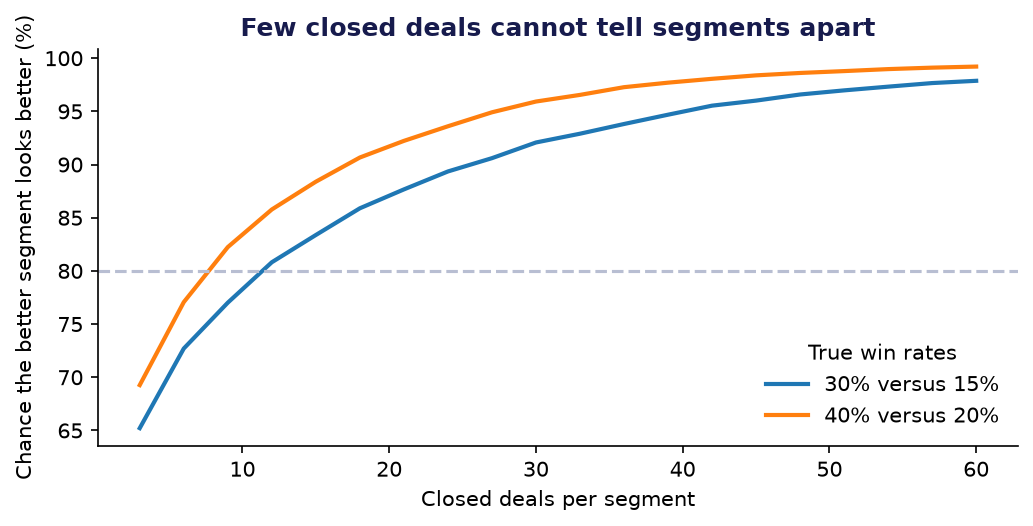 Few closed deals cannot tell segments apart
Chance the better segment looks better (%)
100
95
90
85
80
75
70
65
True win rates
30% versus 15%
40% versus 20%
10
20
30
40
50
60
Closed deals per segment